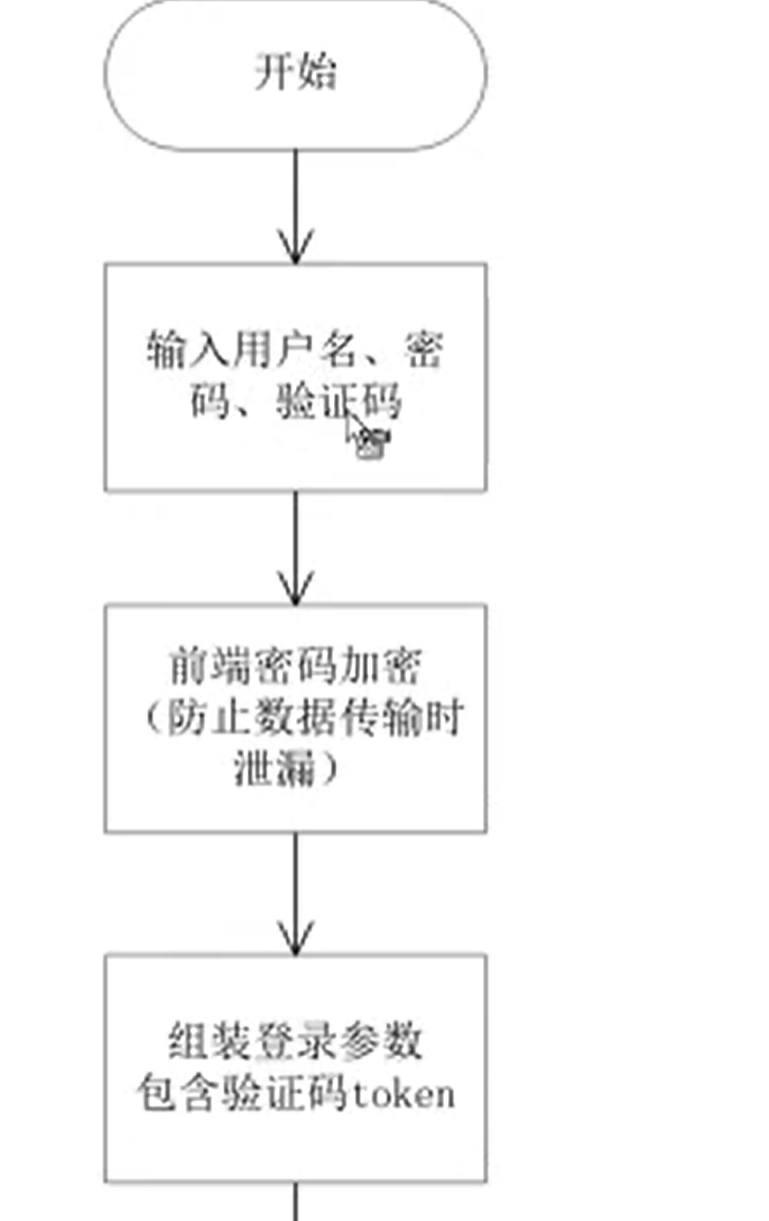 开始
输入用户名、密
码、验证码
前端密码加密
（防止数据传输时
泄漏）
组装登录参数
包含验证码token